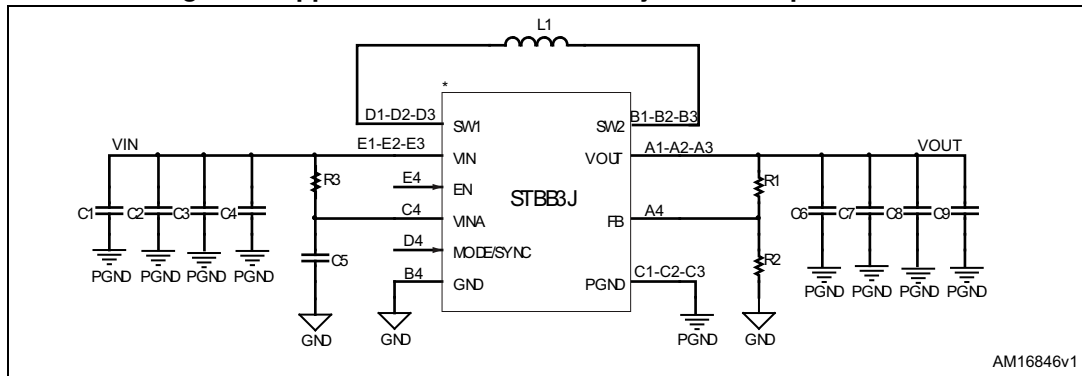 L1
*
D1-D2-D3
B1-B2-B3
SW1
SW2
VIN
E1-E2-E3
VIN
VOUT
A1-A2-A3
VOUT
R3
R1
E4
EN
STBB3J
C4
VINA
FB
A4
C1
C2
C3
C4
C6
C7
C8
C9
D4
MODE/SYNC
C5
R2
B4
GND
PGND
C1-C2-C3
PGND
PGND
PGND
PGND
PGND
PGND
PGND
PGND
GND
GND
PGND
GND
AM16846v1